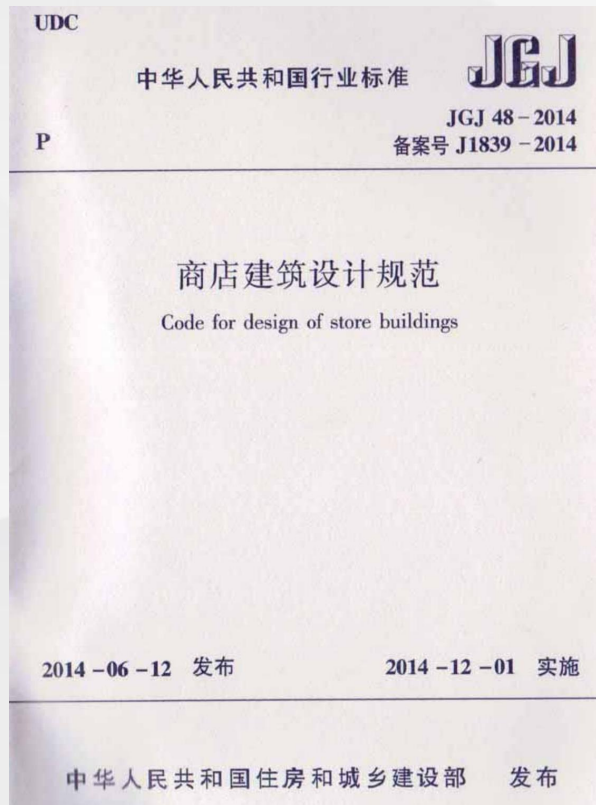 UDC
中华人民共和国行业标准
JGJ
P
JGJ 48－2014
备案号 J1839－2014
商店建筑设计规范
Code for design of store buildings
2014－06－12 发布
2014－12－01 实施
中华人民共和国住房和城乡建设部 发布